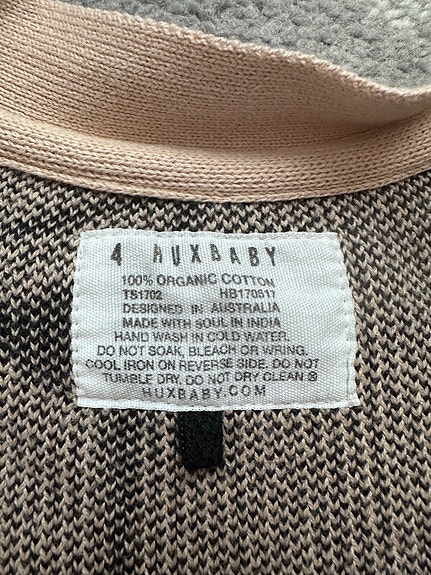 4 HUXBABY
100% ORGANIC COTTON
TS1702 HB170817
DESIGNED IN AUSTRALIA
MADE WITH SOUL IN INDIA
HAND WASH IN COLD WATER.
DO NOT SOAK, BLEACH OR WRING.
COOL IRON ON REVERSE SIDE. DO NOT
TUMBLE DRY. DO NOT DRY CLEAN ⓧ
HUXBABY.COM